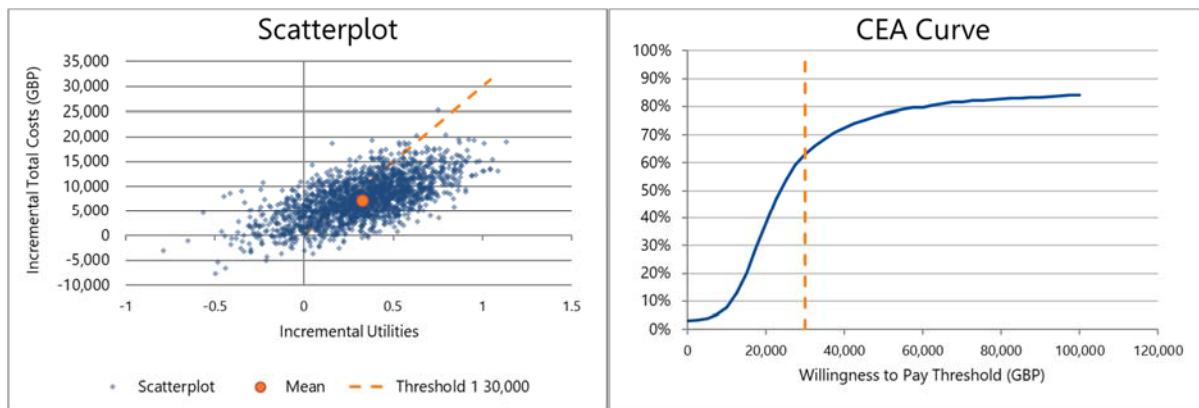 Scatterplot
Incremental Total Costs (GBP)
35,000
30,000
25,000
20,000
15,000
10,000
5,000
0
-5,000
-10,000
-1 -0.5 0 0.5 1 1.5
Incremental Utilities
Scatterplot Mean Threshold 1 30,000
CEA Curve
100%
90%
80%
70%
60%
50%
40%
30%
20%
10%
0%
0 20,000 40,000 60,000 80,000 100,000 120,000
Willingness to Pay Threshold (GBP)